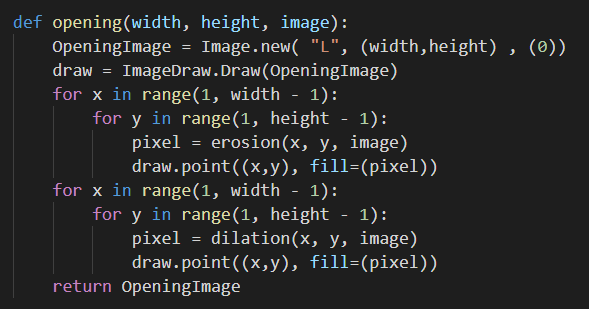 def opening(width, height, image):
    OpeningImage = Image.new( "L", (width,height) , (0))
    draw = ImageDraw.Draw(OpeningImage)
    for x in range(1, width - 1):
        for y in range(1, height - 1):
            pixel = erosion(x, y, image)
            draw.point((x,y), fill=(pixel))
    for x in range(1, width - 1):
        for y in range(1, height - 1):
            pixel = dilation(x, y, image)
            draw.point((x,y), fill=(pixel))
    return OpeningImage